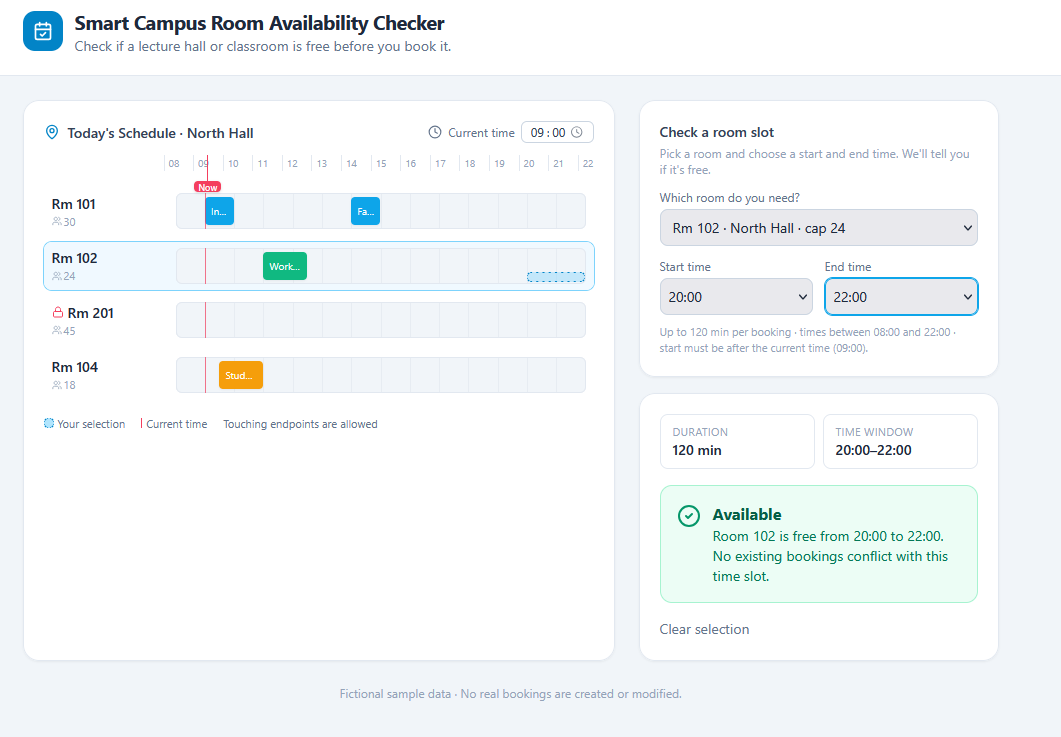 Smart Campus Room Availability Checker
Check if a lecture hall or classroom is free before you book it.
Today's Schedule · North Hall
Current time
09 : 00
08 09 10 11 12 13 14 15 16 17 18 19 20 21 22
Now
Rm 101
30
In...
Fa...
Rm 102
24
Work...
Rm 201
45
Rm 104
18
Stud...
Your selection
Current time
Touching endpoints are allowed
Check a room slot
Pick a room and choose a start and end time. We'll tell you
if it's free.
Which room do you need?
Rm 102 · North Hall · cap 24
Start time
End time
20:00
22:00
Up to 120 min per booking · times between 08:00 and 22:00 ·
start must be after the current time (09:00).
DURATION
120 min
TIME WINDOW
20:00–22:00
Available
Room 102 is free from 20:00 to 22:00.
No existing bookings conflict with this
time slot.
Clear selection
Fictional sample data · No real bookings are created or modified.